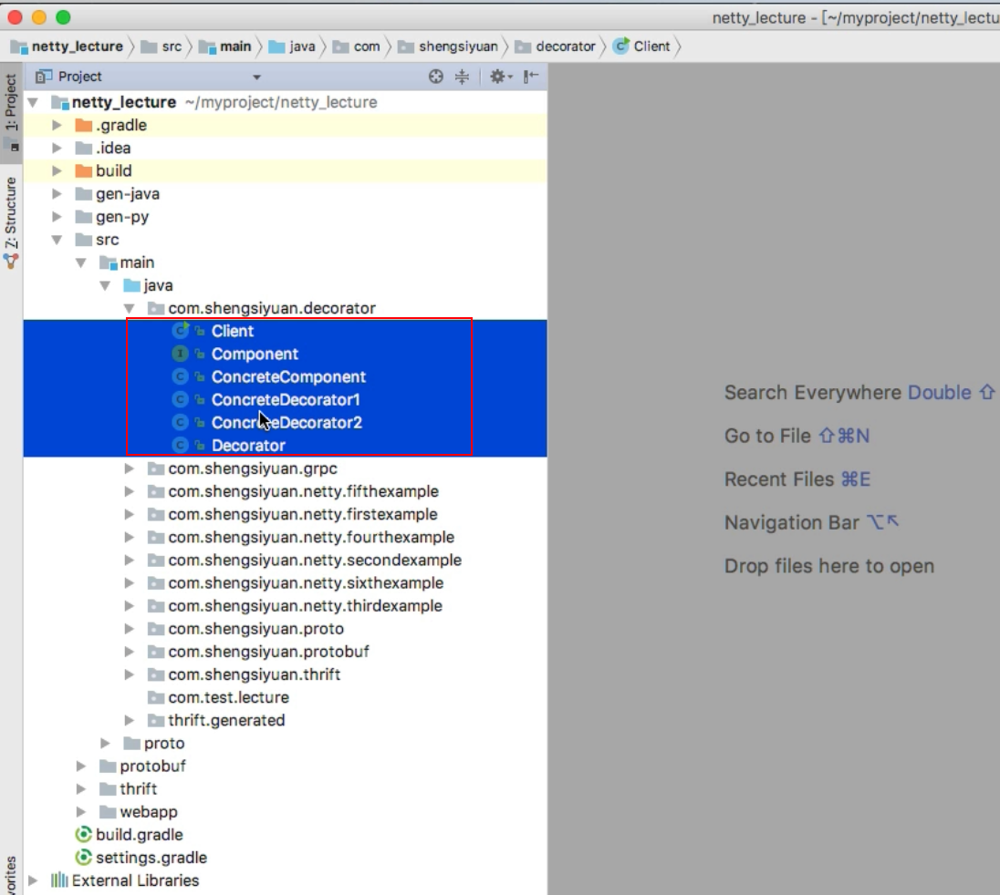 netty_lecture - [~/myproject/netty_lectu
netty_lecture src main java com shengsiyuan decorator Client
Project
1: Project
Z: Structure
vorites
netty_lecture ~/myproject/netty_lecture
.gradle
.idea
build
gen-java
gen-py
src
main
java
com.shengsiyuan.decorator
Client
Component
ConcreteComponent
ConcreteDecorator1
ConcreteDecorator2
Decorator
com.shengsiyuan.grpc
com.shengsiyuan.netty.fifthexample
com.shengsiyuan.netty.firstexample
com.shengsiyuan.netty.fourthexample
com.shengsiyuan.netty.secondexample
com.shengsiyuan.netty.sixthexample
com.shengsiyuan.netty.thirdexample
com.shengsiyuan.proto
com.shengsiyuan.protobuf
com.shengsiyuan.thrift
com.test.lecture
thrift.generated
proto
protobuf
thrift
webapp
build.gradle
settings.gradle
External Libraries
Search Everywhere Double ⇧
Go to File ⇧⌘N
Recent Files ⌘E
Navigation Bar ⌥↖
Drop files here to open